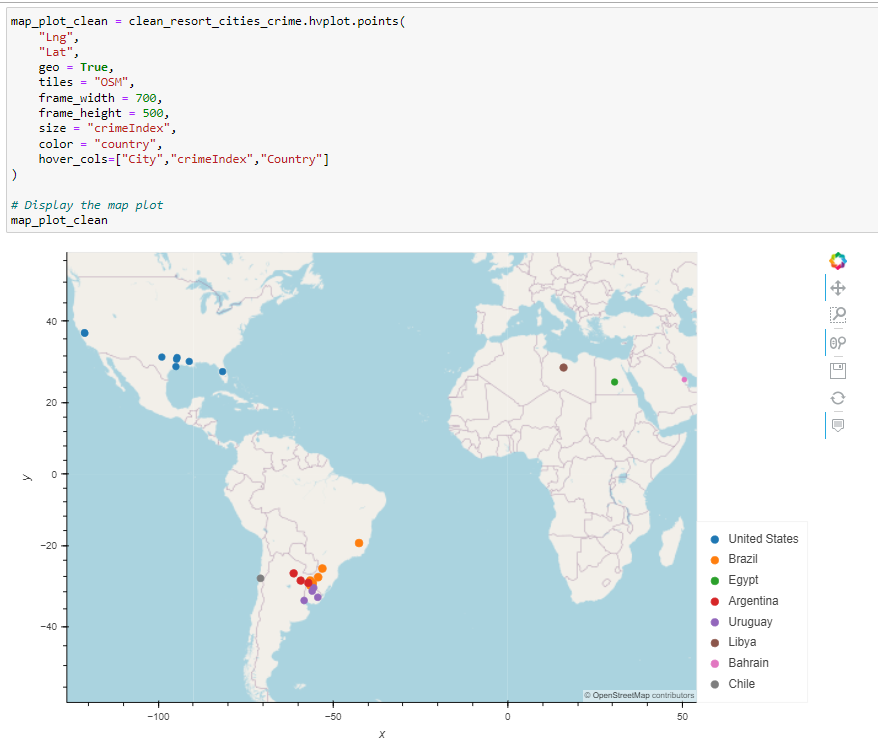 map_plot_clean = clean_resort_cities_crime.hvplot.points(
    "Lng",
    "Lat",
    geo = True,
    tiles = "OSM",
    frame_width = 700,
    frame_height = 500,
    size = "crimeIndex",
    color = "country",
    hover_cols=["City","crimeIndex","Country"]
)
# Display the map plot
map_plot_clean
40
20
0
−20
−40
y
United States
Brazil
Egypt
Argentina
Uruguay
Libya
Bahrain
Chile
© OpenStreetMap contributors
−100
−50
0
50
x